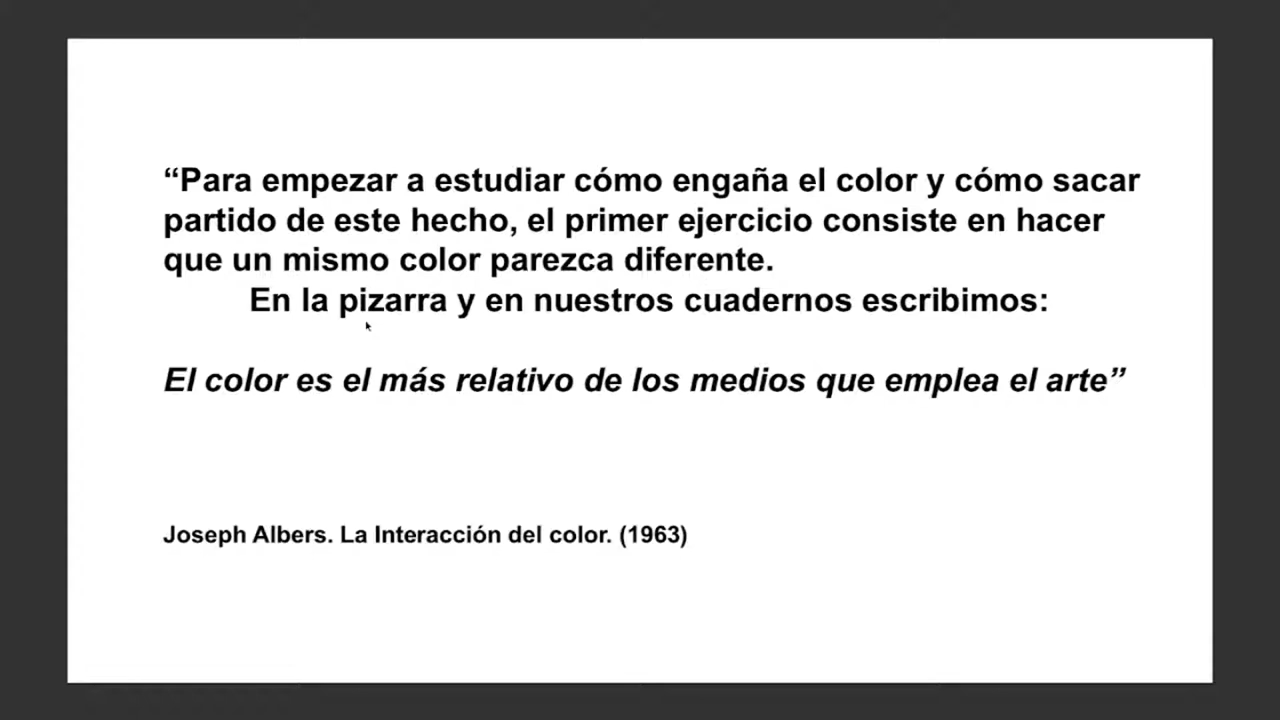 “Para empezar a estudiar cómo engaña el color y cómo sacar
partido de este hecho, el primer ejercicio consiste en hacer
que un mismo color parezca diferente.
En la pizarra y en nuestros cuadernos escribimos:
El color es el más relativo de los medios que emplea el arte”
Joseph Albers. La Interacción del color. (1963)